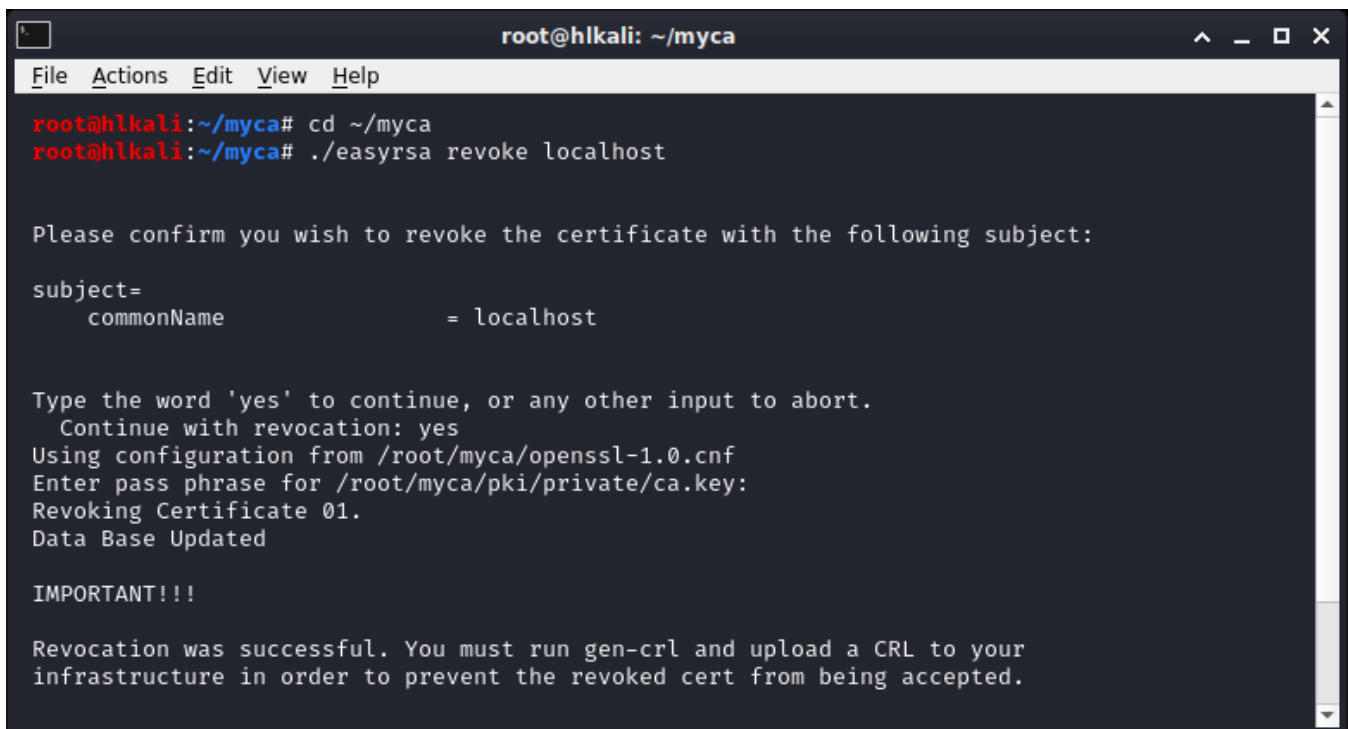 root@hlkali: ~/myca
File Actions Edit View Help
root@hlkali:~/myca# cd ~/myca
root@hlkali:~/myca# ./easyrsa revoke localhost
Please confirm you wish to revoke the certificate with the following subject:
subject=
    commonName                = localhost
Type the word 'yes' to continue, or any other input to abort.
  Continue with revocation: yes
Using configuration from /root/myca/openssl-1.0.cnf
Enter pass phrase for /root/myca/pki/private/ca.key:
Revoking Certificate 01.
Data Base Updated
IMPORTANT!!!
Revocation was successful. You must run gen-crl and upload a CRL to your
infrastructure in order to prevent the revoked cert from being accepted.